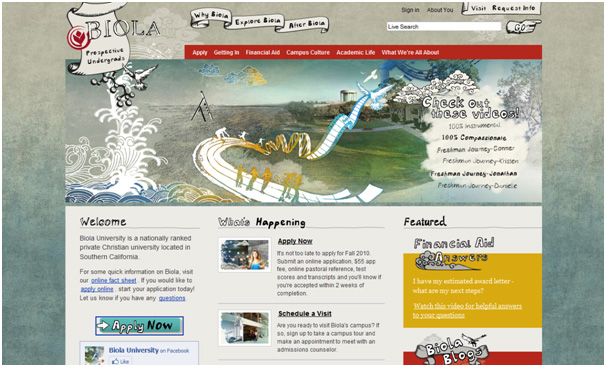 BIOLA
Prospective
Undergrads
Why Biola
Explore Biola
After Biola
Sign in About You
Visit Request Info
Live Search
GO
Apply Getting In Financial Aid Campus Culture Academic Life What We're All About
Check out
these videos!
100% Instrumental
100% Compassionate
Freshman Journey-Conner
Freshman Journey-Kristen
Freshman Journey-Jonathan
Freshman Journey-Danielle
Welcome
Biola University is a nationally ranked
private Christian university located in
Southern California.
For some quick information on Biola, visit
our online fact sheet. If you would like to
apply online, start your application today!
Let us know if you have any questions
Apply Now
Biola University on Facebook
Like
Whats Happening
Apply Now
It's not too late to apply for Fall 2010.
Submit an online application, $55 app
fee, online pastoral reference, test
scores and transcripts and you'll know if
you're accepted within 2 weeks of
completion.
Schedule a Visit
Are you ready to visit Biola's campus? If
so, sign up to take a campus tour and
make an appointment to meet with an
admissions counselor.
Featured
Financial Aid
Answers
I have my estimated award letter -
what are my next steps?
Watch this video for helpful answers
to your questions
Biola
Blogs